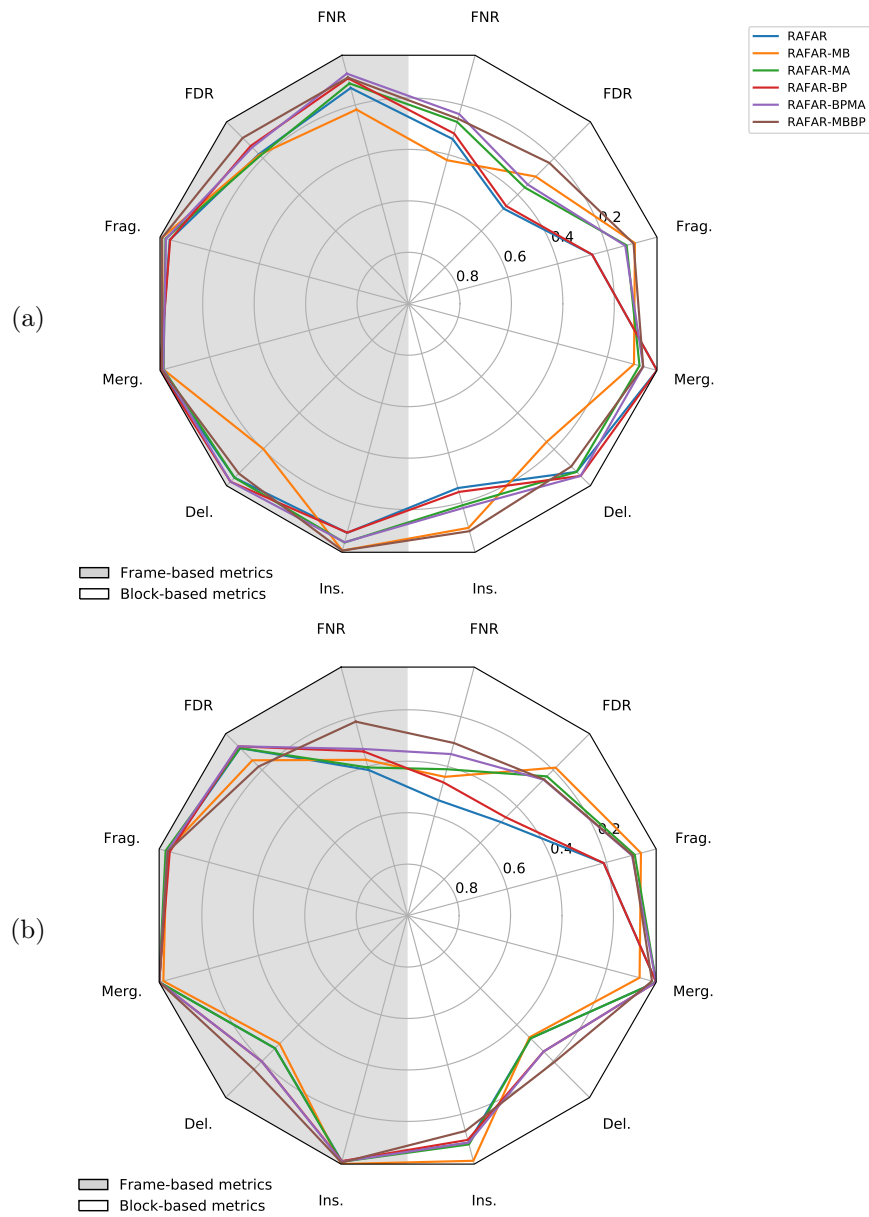 FNR FNR
RAFAR
RAFAR-MB
RAFAR-MA
RAFAR-BP
RAFAR-BPMA
RAFAR-MBBP
FDR FDR
Frag. 0.2 Frag.
0.4
0.6
0.8
(a)
Merg. Merg.
Del. Del.
Ins. Ins.
Frame-based metrics
Block-based metrics
FNR FNR
FDR FDR
Frag. 0.2 Frag.
0.4
0.6
0.8
(b)
Merg. Merg.
Del. Del.
Ins. Ins.
Frame-based metrics
Block-based metrics